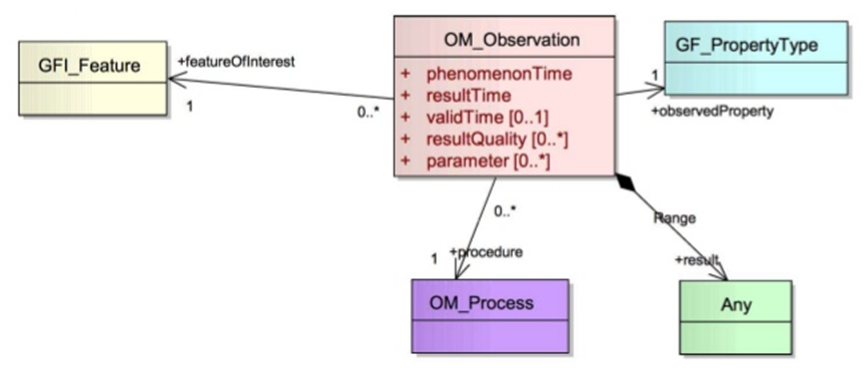 GFI_Feature
+featureOfInterest
1
0..*
OM_Observation
+ phenomenonTime
+ resultTime
+ validTime [0..1]
+ resultQuality [0..*]
+ parameter [0..*]
GF_PropertyType
1
+observedProperty
0..*
1
+procedure
OM_Process
Range
+result
Any